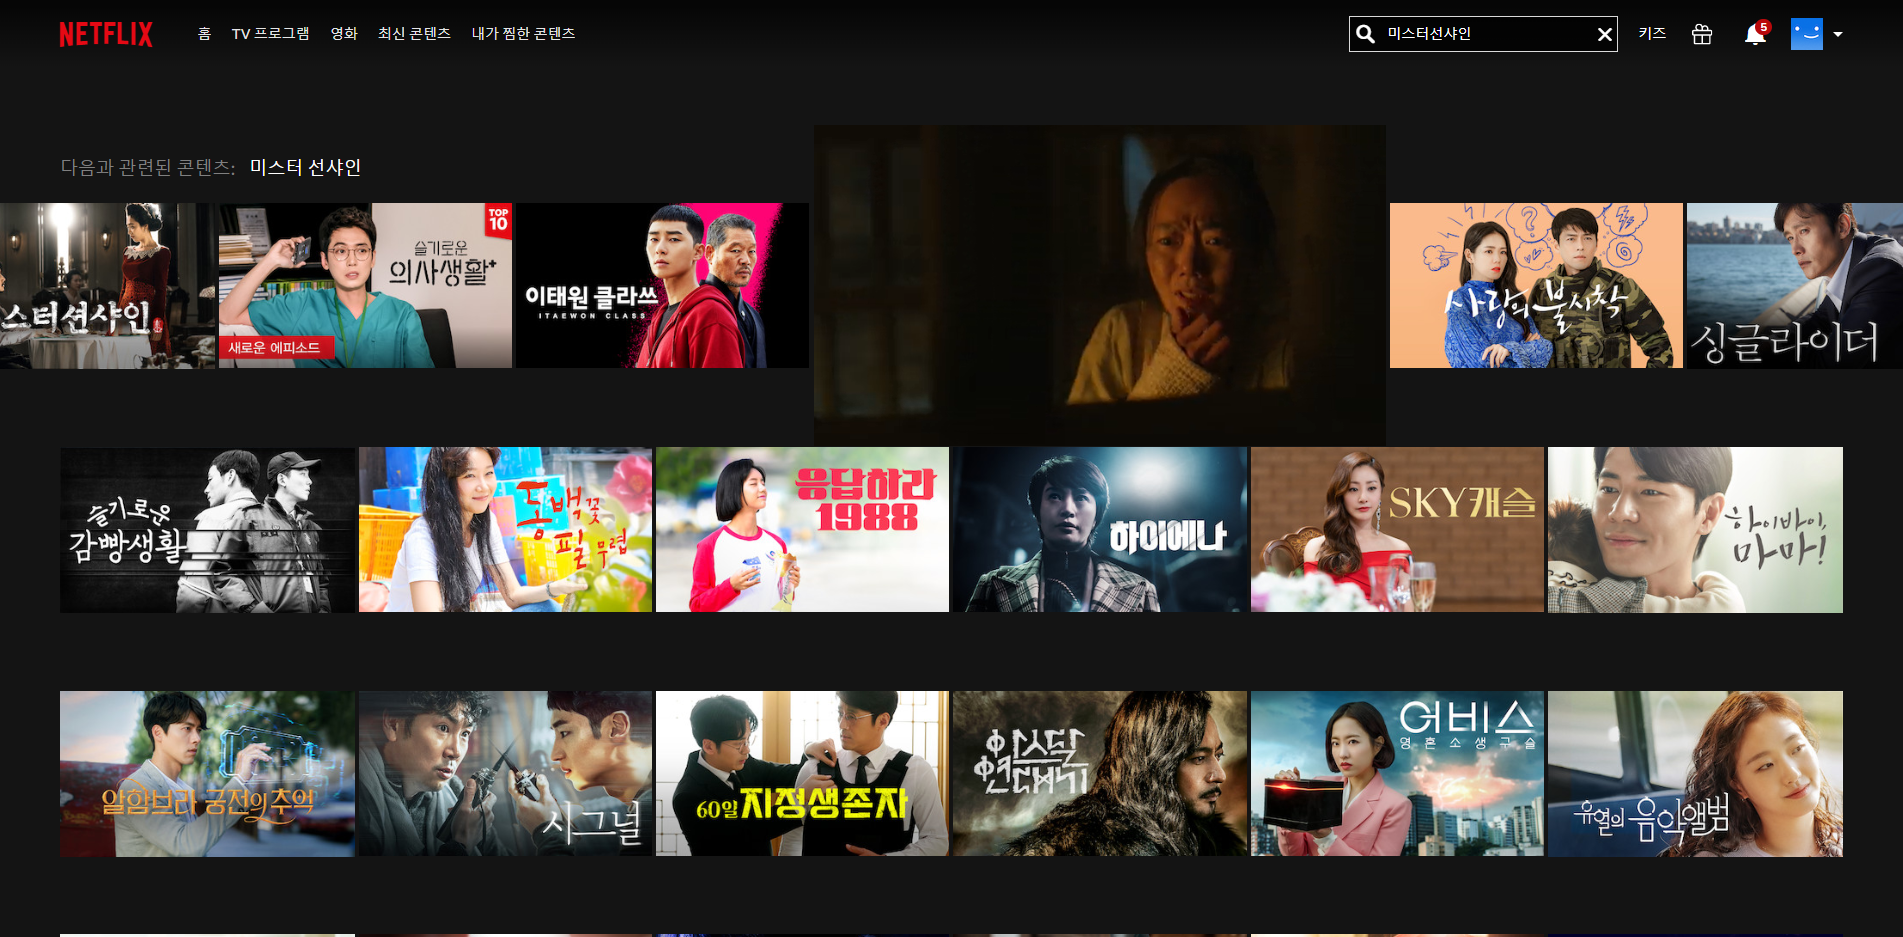 NETFLIX
홈 TV 프로그램 영화 최신 콘텐츠 내가 찜한 콘텐츠
미스터선샤인
키즈
5
다음과 관련된 콘텐츠: 미스터 선샤인
스터션샤인
슬기로운
의사생활+
TOP
10
새로운 에피소드
이태원 클라쓰
ITAEWON CLASS
사랑의 불시착
싱글라이더
슬기로운
감빵생활
동백꽃
필 무렵
응답하라
1988
하이에나
SKY캐슬
하이바이,
마마!
알함브라 궁전의 추억
시그널
60일 지정생존자
아스달
연대기
어비스
영혼소생구슬
유열의 음악앨범